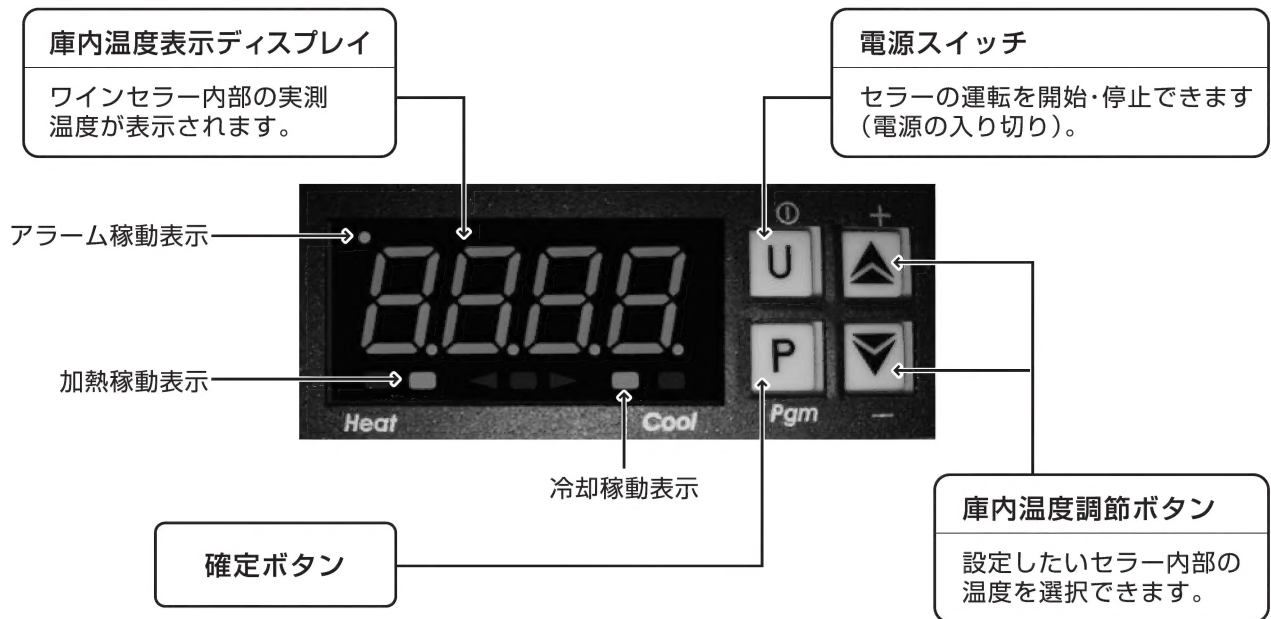 庫内温度表示ディスプレイ
ワインセラー内部の実測
温度が表示されます。
電源スイッチ
セラーの運転を開始・停止できます
(電源の入り切り)。
アラーム稼動表示
8.8.8.8.
U
+
加熱稼動表示
P
Heat
Cool
Pgm
−
冷却稼動表示
確定ボタン
庫内温度調節ボタン
設定したいセラー内部の
温度を選択できます。